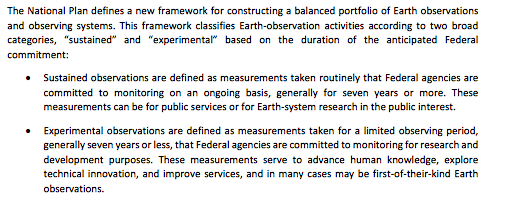 The National Plan defines a new framework for constructing a balanced portfolio of Earth observations
and observing systems. This framework classifies Earth-observation activities according to two broad
categories, “sustained” and “experimental” based on the duration of the anticipated Federal
commitment:
• Sustained observations are defined as measurements taken routinely that Federal agencies are
committed to monitoring on an ongoing basis, generally for seven years or more. These
measurements can be for public services or for Earth-system research in the public interest.
• Experimental observations are defined as measurements taken for a limited observing period,
generally seven years or less, that Federal agencies are committed to monitoring for research and
development purposes. These measurements serve to advance human knowledge, explore
technical innovation, and improve services, and in many cases may be first-of-their-kind Earth
observations.